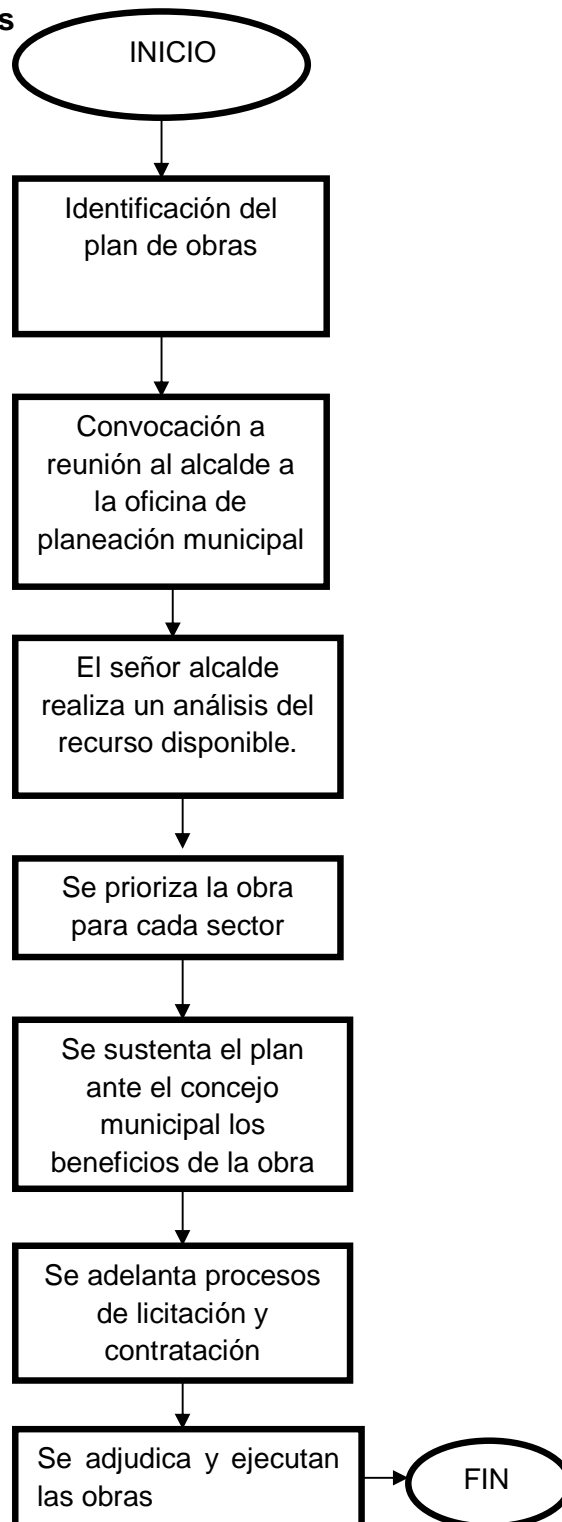 s
INICIO
Identificación del
plan de obras
Convocación a
reunión al alcalde a
la oficina de
planeación municipal
El señor alcalde
realiza un análisis del
recurso disponible.
Se prioriza la obra
para cada sector
Se sustenta el plan
ante el concejo
municipal los
beneficios de la obra
Se adelanta procesos
de licitación y
contratación
Se adjudica y ejecutan
las obras
FIN